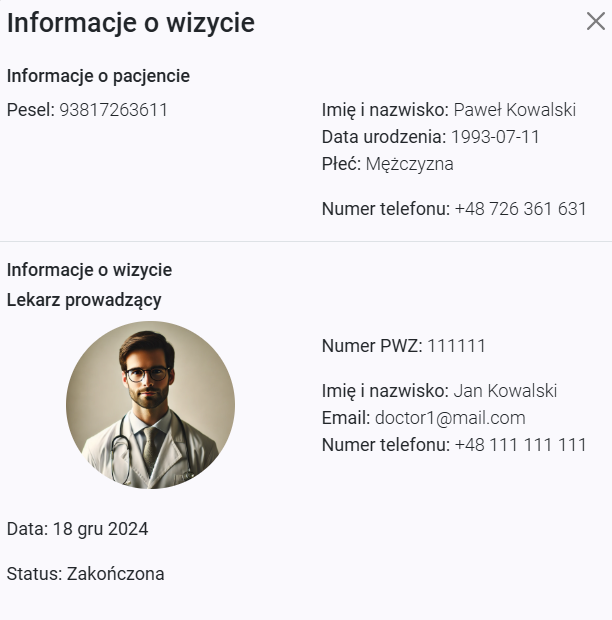 Informacje o wizycie
Informacje o pacjencie
Pesel: 93817263611
Imię i nazwisko: Paweł Kowalski
Data urodzenia: 1993-07-11
Płeć: Mężczyzna
Numer telefonu: +48 726 361 631
Informacje o wizycie
Lekarz prowadzący
Numer PWZ: 111111
Imię i nazwisko: Jan Kowalski
Email: doctor1@mail.com
Numer telefonu: +48 111 111 111
Data: 18 gru 2024
Status: Zakończona